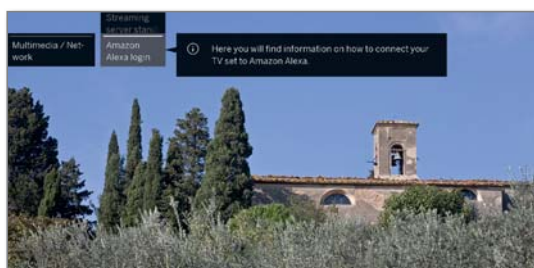 Streaming
server stand
Multimedia / Net-
work
Amazon
Alexa login
Here you will find information on how to connect your
TV set to Amazon Alexa.